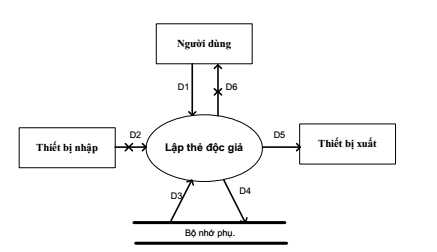 Người dùng
D1
D6
Thiết bị nhập
D2
Lập thẻ độc giả
D5
Thiết bị xuất
D3
D4
Bộ nhớ phụ.